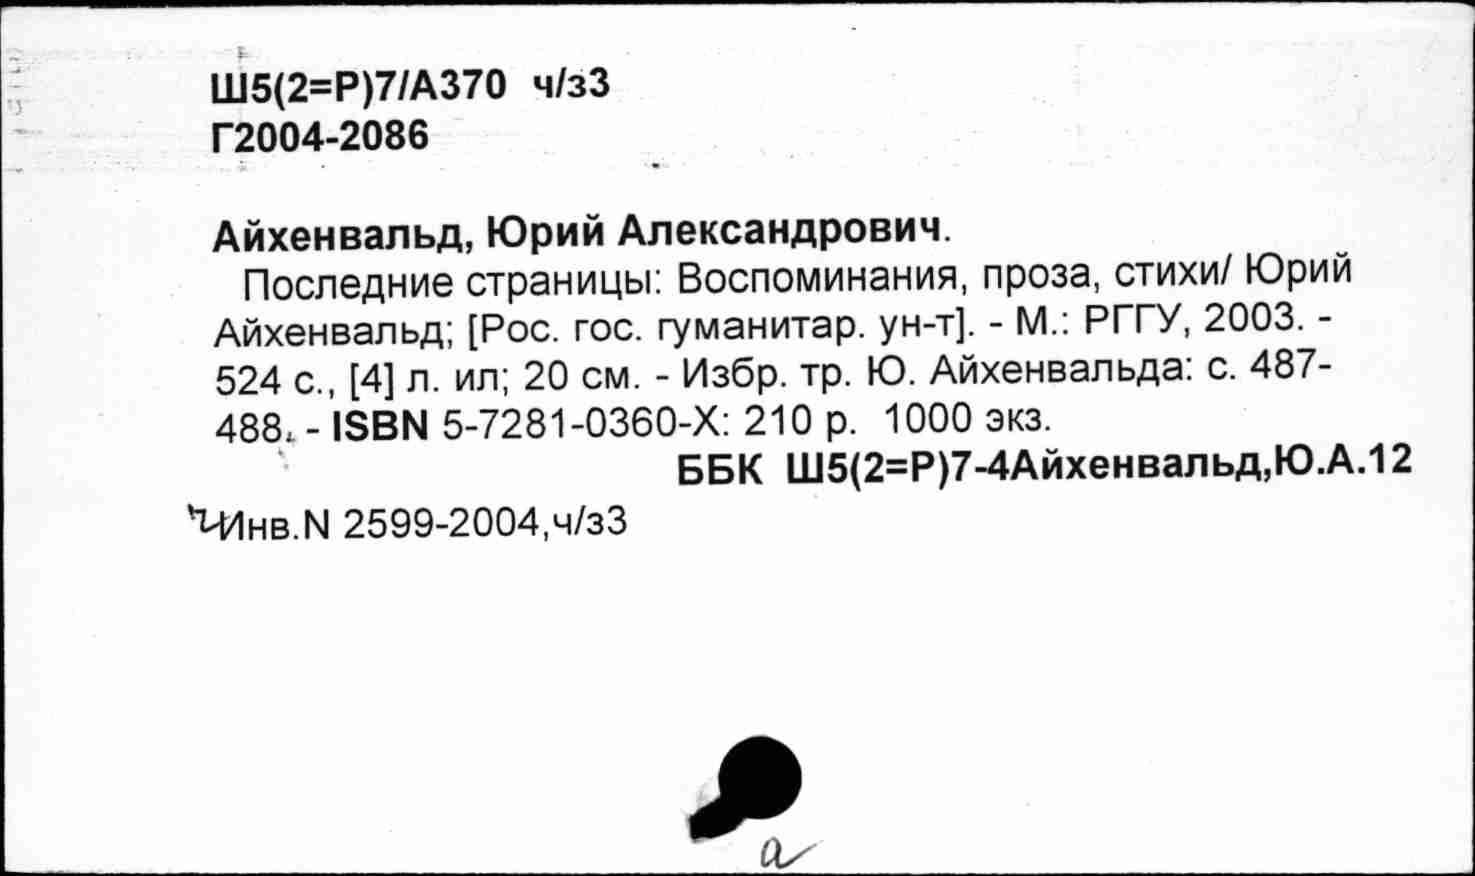 Ш5(2=Р)7/А370 ч/з3
Г2004-2086
Айхенвальд, Юрий Александрович.
Последние страницы: Воспоминания, проза, стихи/ Юрий
Айхенвальд; [Рос. гос. гуманитар. ун-т]. - М.: РГГУ, 2003. -
524 с., [4] л. ил; 20 см. - Избр. тр. Ю. Айхенвальда: с. 487-
488. - ISBN 5-7281-0360-X: 210 р. 1000 экз.
ББК Ш5(2=Р)7-4Айхенвальд,Ю.А.12
Инв.N 2599-2004,ч/з3
а